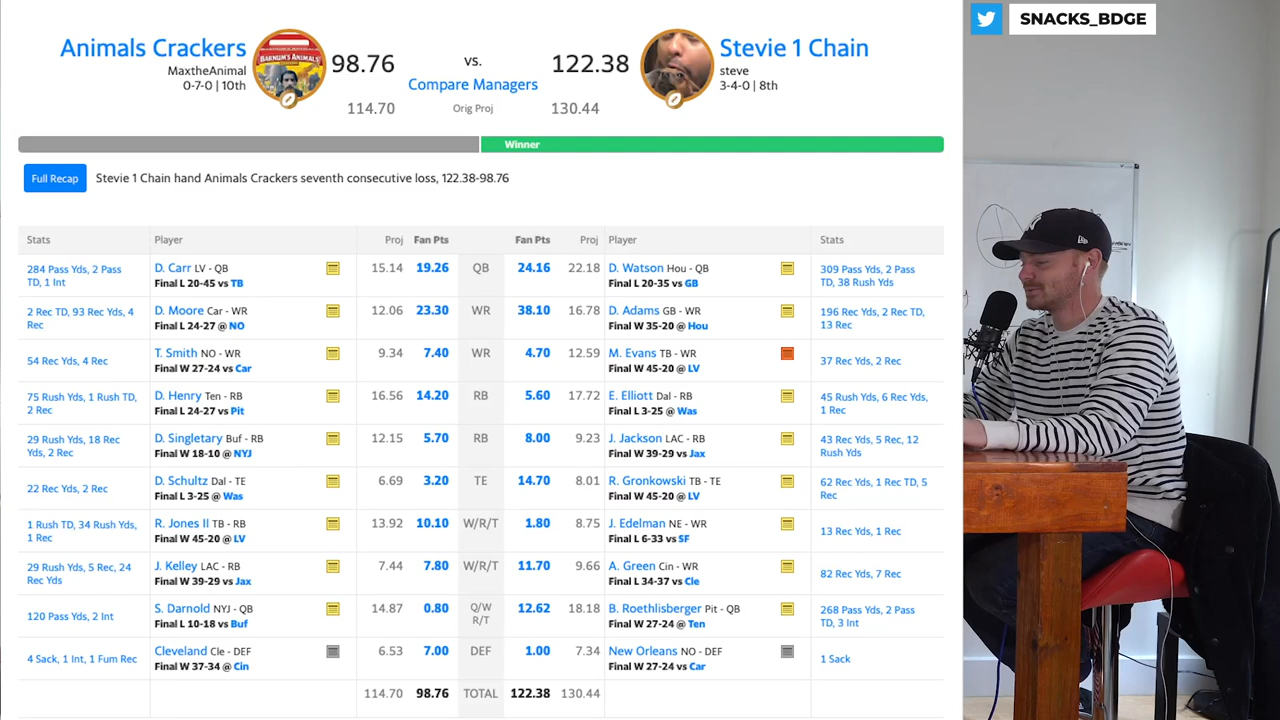 SNACKS_BDGE
Animals Crackers
MaxtheAnimal
0-7-0 | 10th
BARNUM'S ANIMALS
98.76
vs.
122.38
Compare Managers
114.70
Orig Proj
130.44
Stevie 1 Chain
steve
3-4-0 | 8th
Winner
Full Recap
Stevie 1 Chain hand Animals Crackers seventh consecutive loss, 122.38-98.76
Stats Player Proj Fan Pts Fan Pts Proj Player Stats
284 Pass Yds, 2 Pass TD, 1 Int D. Carr LV - QB Final L 20-45 vs TB 15.14 19.26 QB 24.16 22.18 D. Watson Hou - QB Final L 20-35 vs GB 309 Pass Yds, 2 Pass TD, 38 Rush Yds
2 Rec TD, 93 Rec Yds, 4 Rec D. Moore Car - WR Final L 24-27 @ NO 12.06 23.30 WR 38.10 16.78 D. Adams GB - WR Final W 35-20 @ Hou 196 Rec Yds, 2 Rec TD, 13 Rec
54 Rec Yds, 4 Rec T. Smith NO - WR Final W 27-24 vs Car 9.34 7.40 WR 4.70 12.59 M. Evans TB - WR Final W 45-20 @ LV 37 Rec Yds, 2 Rec
75 Rush Yds, 1 Rush TD, 2 Rec D. Henry Ten - RB Final L 24-27 vs Pit 16.56 14.20 RB 5.60 17.72 E. Elliott Dal - RB Final L 3-25 @ Was 45 Rush Yds, 6 Rec Yds, 1 Rec
29 Rush Yds, 18 Rec Yds, 2 Rec D. Singletary Buf - RB Final W 18-10 @ NYJ 12.15 5.70 RB 8.00 9.23 J. Jackson LAC - RB Final W 39-29 vs Jax 43 Rec Yds, 5 Rec, 12 Rush Yds
22 Rec Yds, 2 Rec D. Schultz Dal - TE Final L 3-25 @ Was 6.69 3.20 TE 14.70 8.01 R. Gronkowski TB - TE Final W 45-20 @ LV 62 Rec Yds, 1 Rec TD, 5 Rec
1 Rush TD, 34 Rush Yds, 1 Rec R. Jones II TB - RB Final W 45-20 @ LV 13.92 10.10 W/R/T 1.80 8.75 J. Edelman NE - WR Final L 6-33 vs SF 13 Rec Yds, 1 Rec
29 Rush Yds, 5 Rec, 24 Rec Yds J. Kelley LAC - RB Final W 39-29 vs Jax 7.44 7.80 W/R/T 11.70 9.66 A. Green Cin - WR Final L 34-37 vs Cle 82 Rec Yds, 7 Rec
120 Pass Yds, 2 Int S. Darnold NYJ - QB Final L 10-18 vs Buf 14.87 0.80 Q/W R/T 12.62 18.18 B. Roethlisberger Pit - QB Final W 27-24 @ Ten 268 Pass Yds, 2 Pass TD, 3 Int
4 Sack, 1 Int, 1 Fum Rec Cleveland Cle - DEF Final W 37-34 @ Cin 6.53 7.00 DEF 1.00 7.34 New Orleans NO - DEF Final W 27-24 vs Car 1 Sack
114.70 98.76 TOTAL 122.38 130.44